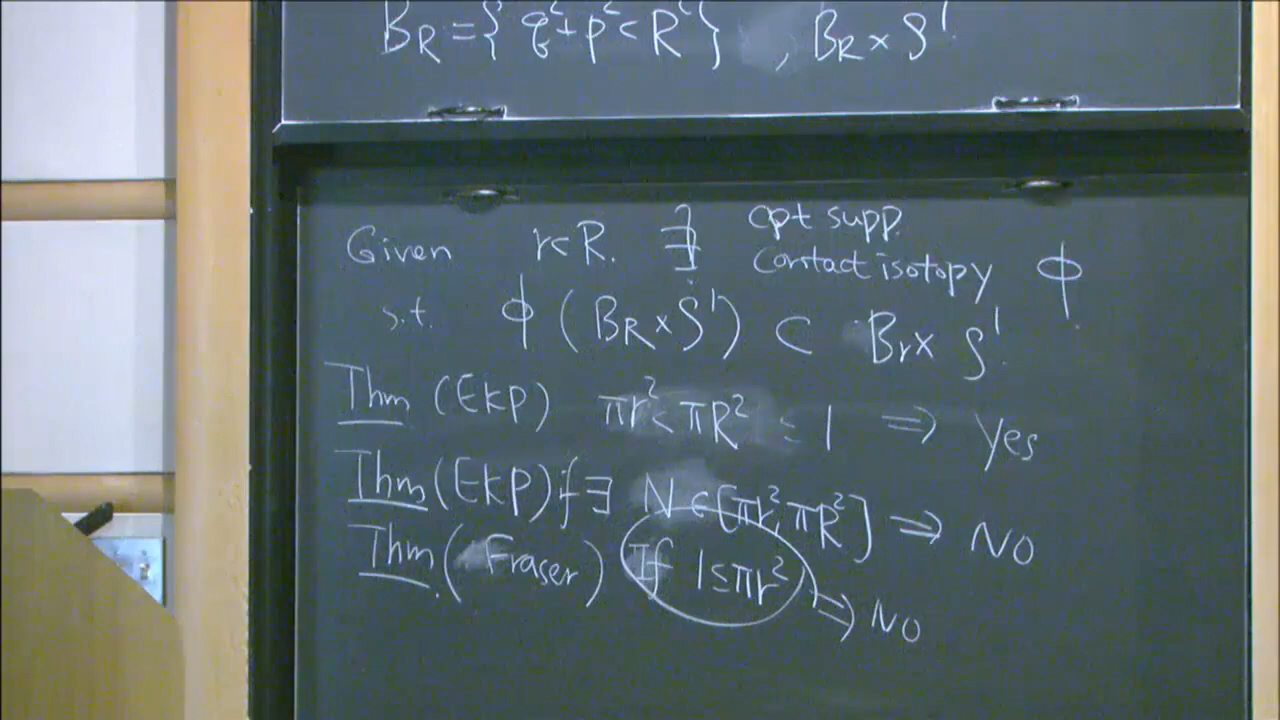 B_R = {q² + p² < R²} , B_R × S¹.
Given r < R. ∃ cpt supp. contact isotopy ϕ
s.t. ϕ(B_R × S¹) ⊂ B_r × S¹.
Thm (EKP) πr² < πR² ≤ 1 ⇒ Yes
Thm (EKP) if ∃ N ∈ [πr², πR²] ⇒ NO
Thm. (Fraser) If 1 ≤ πr² ⇒ NO